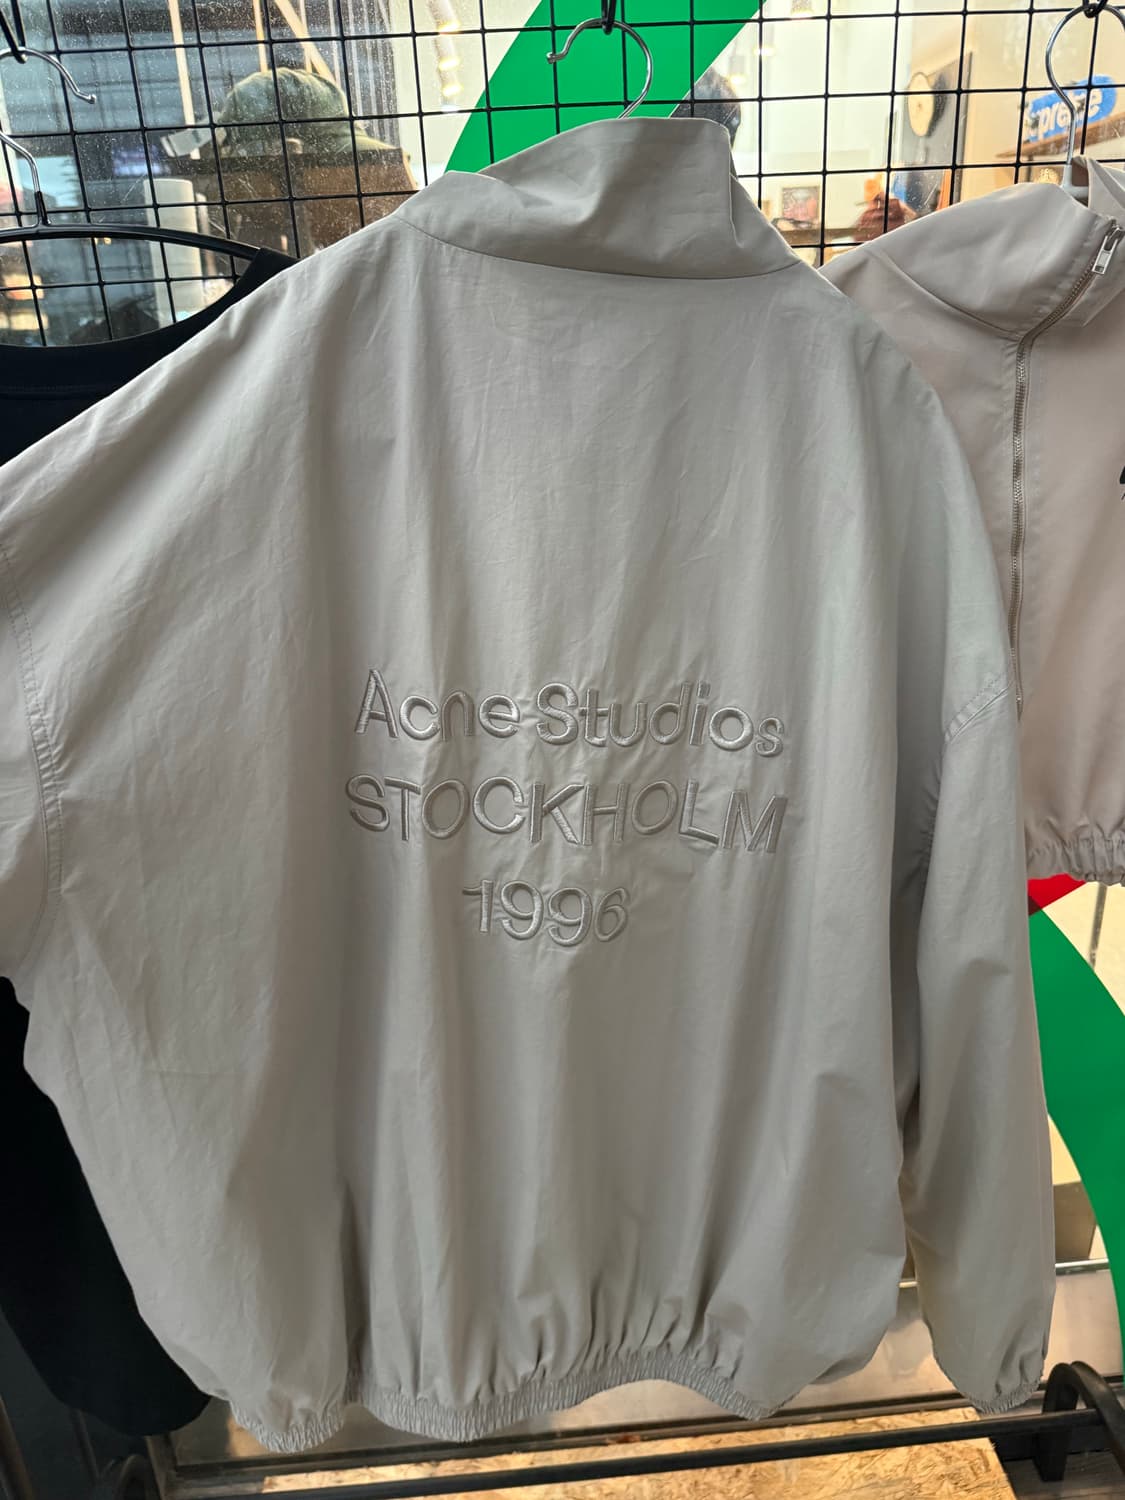 Acne Studios
STOCKHOLM
1996